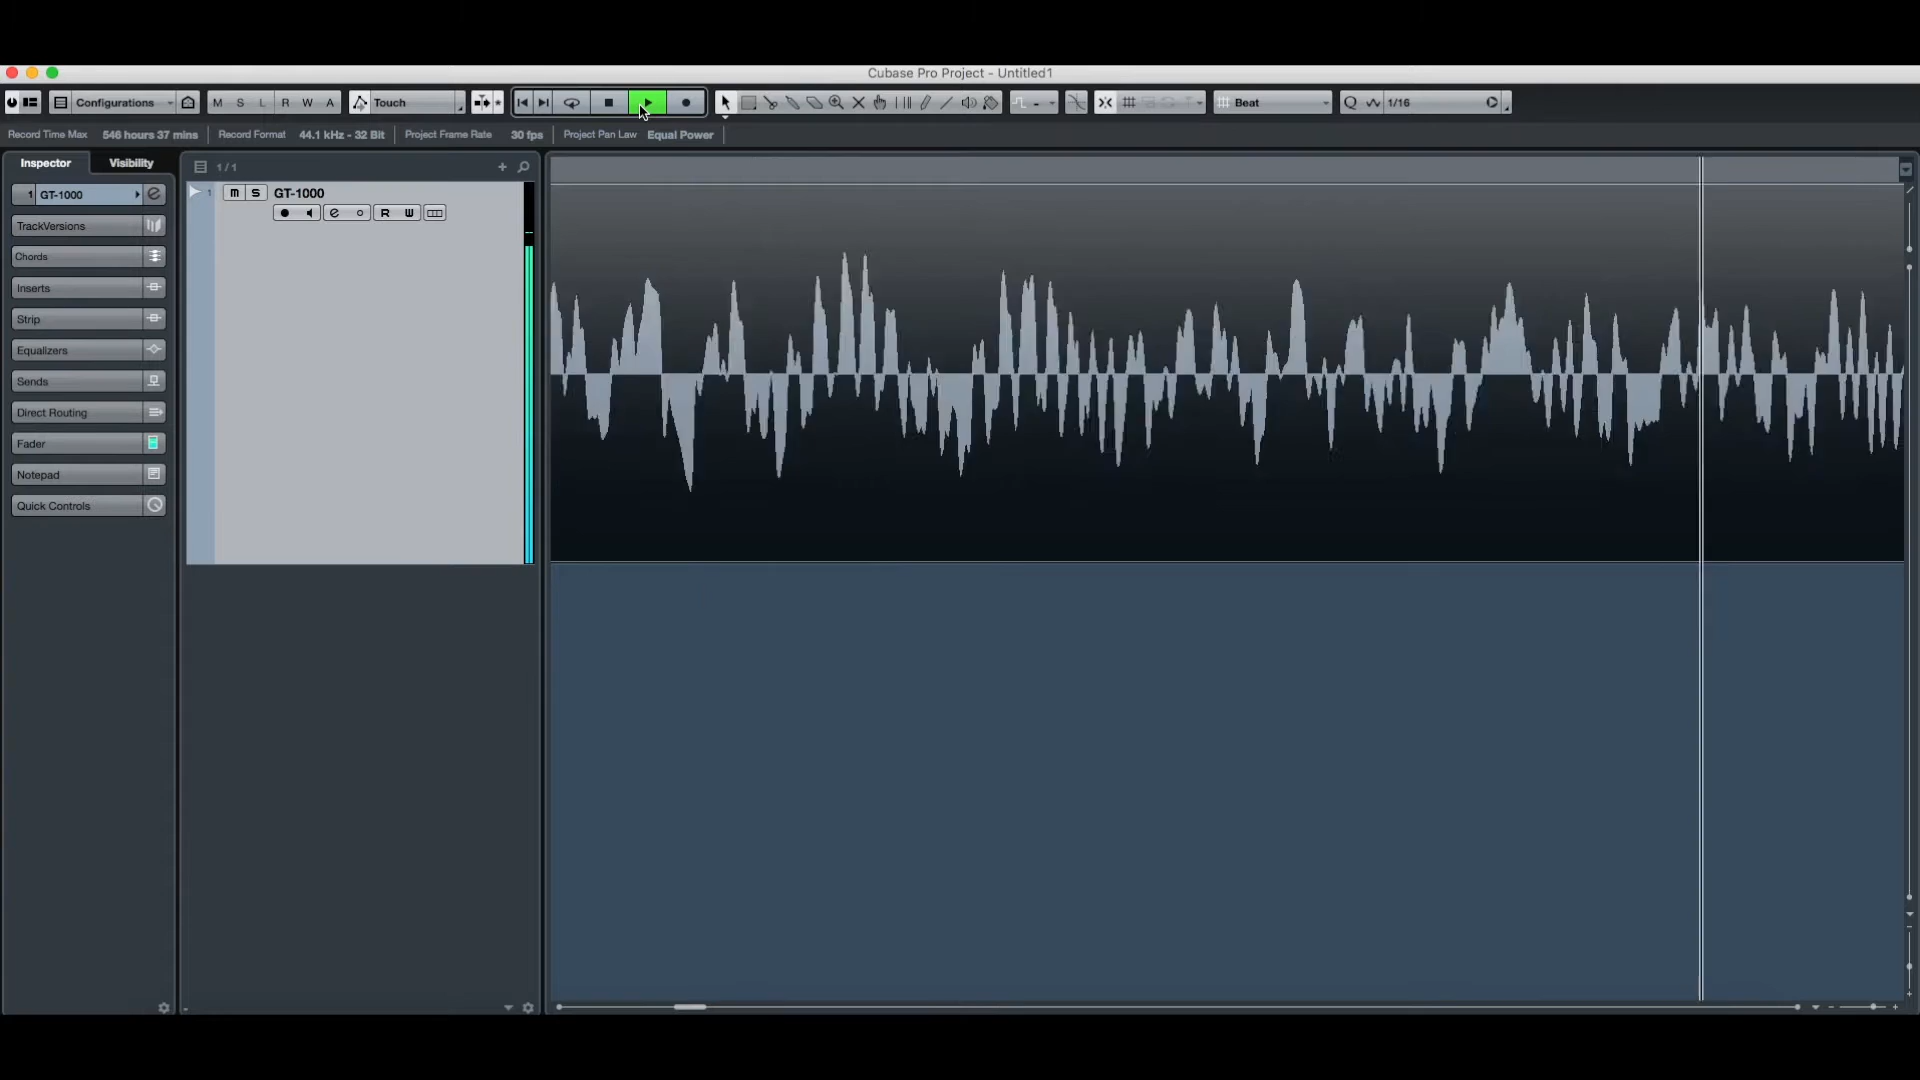 Cubase Pro Project - Untitled1
Configurations M S L R W A Touch Beat Q 1/16
Record Time Max 546 hours 37 mins Record Format 44.1 kHz - 32 Bit Project Frame Rate 30 fps Project Pan Law Equal Power
Inspector Visibility 1/1
1 GT-1000 e
1 m S GT-1000
e R W
TrackVersions
Chords
Inserts
Strip
Equalizers
Sends
Direct Routing
Fader
Notepad
Quick Controls